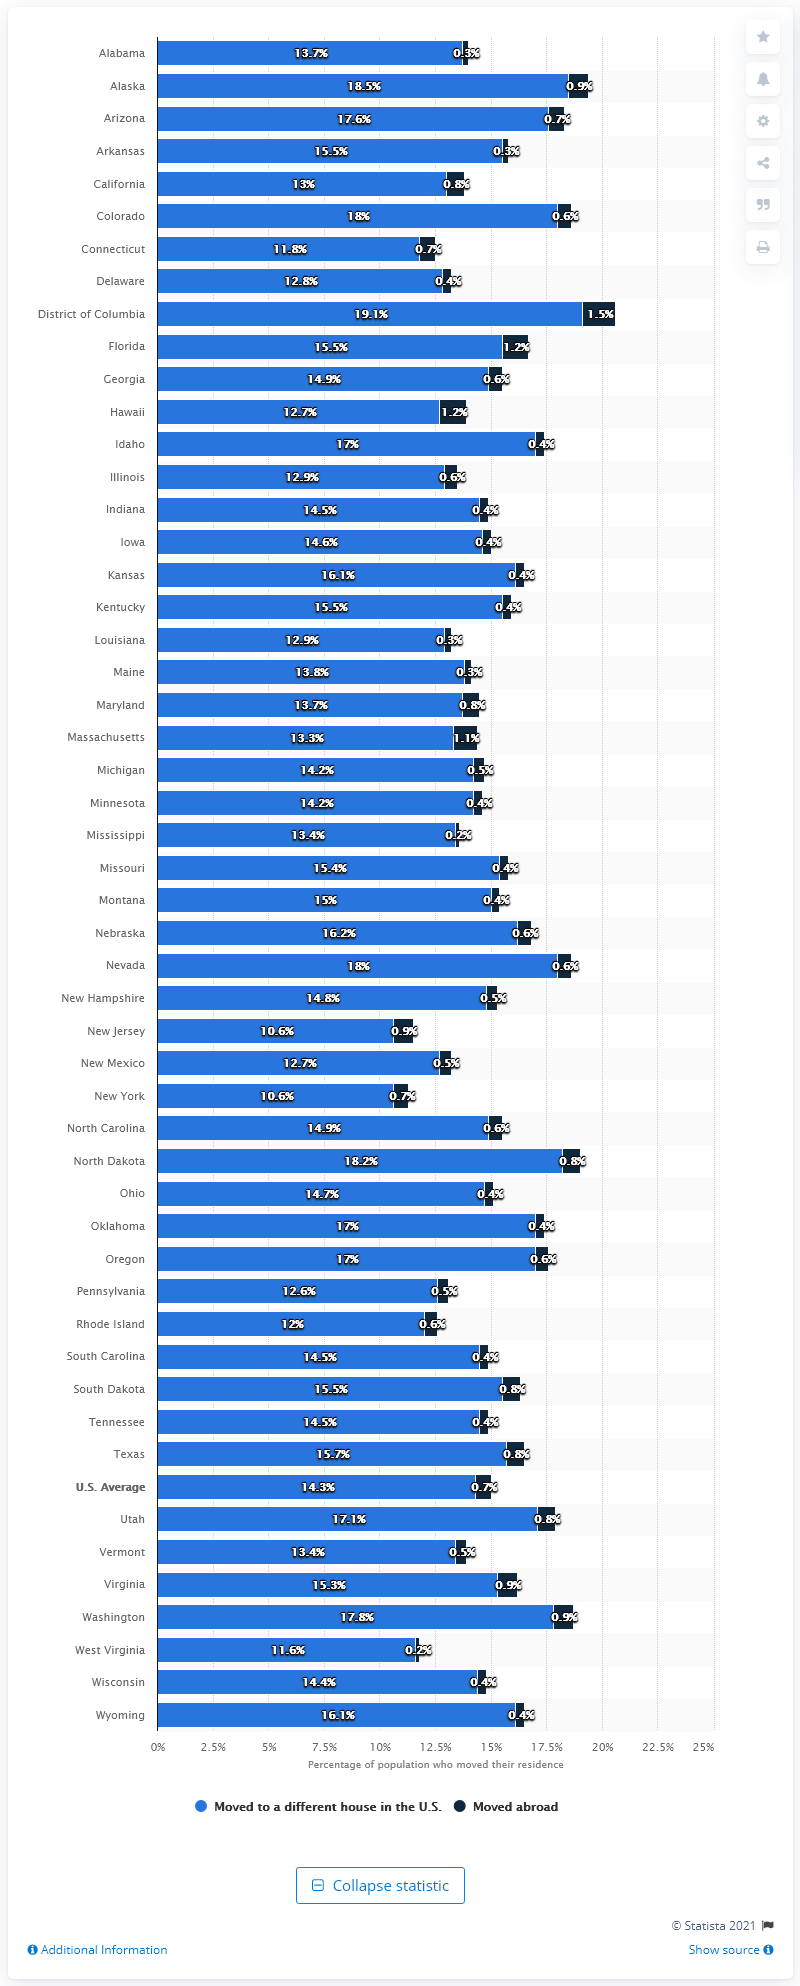 Alabama 13.7% 0.3%
Alaska 18.5% 0.9%
Arizona 17.6% 0.7%
Arkansas 15.5% 0.3%
California 13% 0.8%
Colorado 18% 0.6%
Connecticut 11.8% 0.7%
Delaware 12.8% 0.4%
District of Columbia 19.1% 1.5%
Florida 15.5% 1.2%
Georgia 14.9% 0.6%
Hawaii 12.7% 1.2%
Idaho 17% 0.4%
Illinois 12.9% 0.6%
Indiana 14.5% 0.4%
Iowa 14.6% 0.4%
Kansas 16.1% 0.4%
Kentucky 15.5% 0.4%
Louisiana 12.9% 0.3%
Maine 13.8% 0.3%
Maryland 13.7% 0.8%
Massachusetts 13.3% 1.1%
Michigan 14.2% 0.5%
Minnesota 14.2% 0.4%
Mississippi 13.4% 0.2%
Missouri 15.4% 0.4%
Montana 15% 0.4%
Nebraska 16.2% 0.6%
Nevada 18% 0.6%
New Hampshire 14.8% 0.5%
New Jersey 10.6% 0.9%
New Mexico 12.7% 0.5%
New York 10.6% 0.7%
North Carolina 14.9% 0.6%
North Dakota 18.2% 0.8%
Ohio 14.7% 0.4%
Oklahoma 17% 0.4%
Oregon 17% 0.6%
Pennsylvania 12.6% 0.5%
Rhode Island 12% 0.6%
South Carolina 14.5% 0.4%
South Dakota 15.5% 0.8%
Tennessee 14.5% 0.4%
Texas 15.7% 0.8%
U.S. Average 14.3% 0.7%
Utah 17.1% 0.8%
Vermont 13.4% 0.5%
Virginia 15.3% 0.9%
Washington 17.8% 0.9%
West Virginia 11.6% 0.2%
Wisconsin 14.4% 0.4%
Wyoming 16.1% 0.4%
0% 2.5% 5% 7.5% 10% 12.5% 15% 17.5% 20% 22.5% 25%
Percentage of population who moved their residence
Moved to a different house in the U.S. Moved abroad
Collapse statistic
© Statista 2021
Additional Information Show source